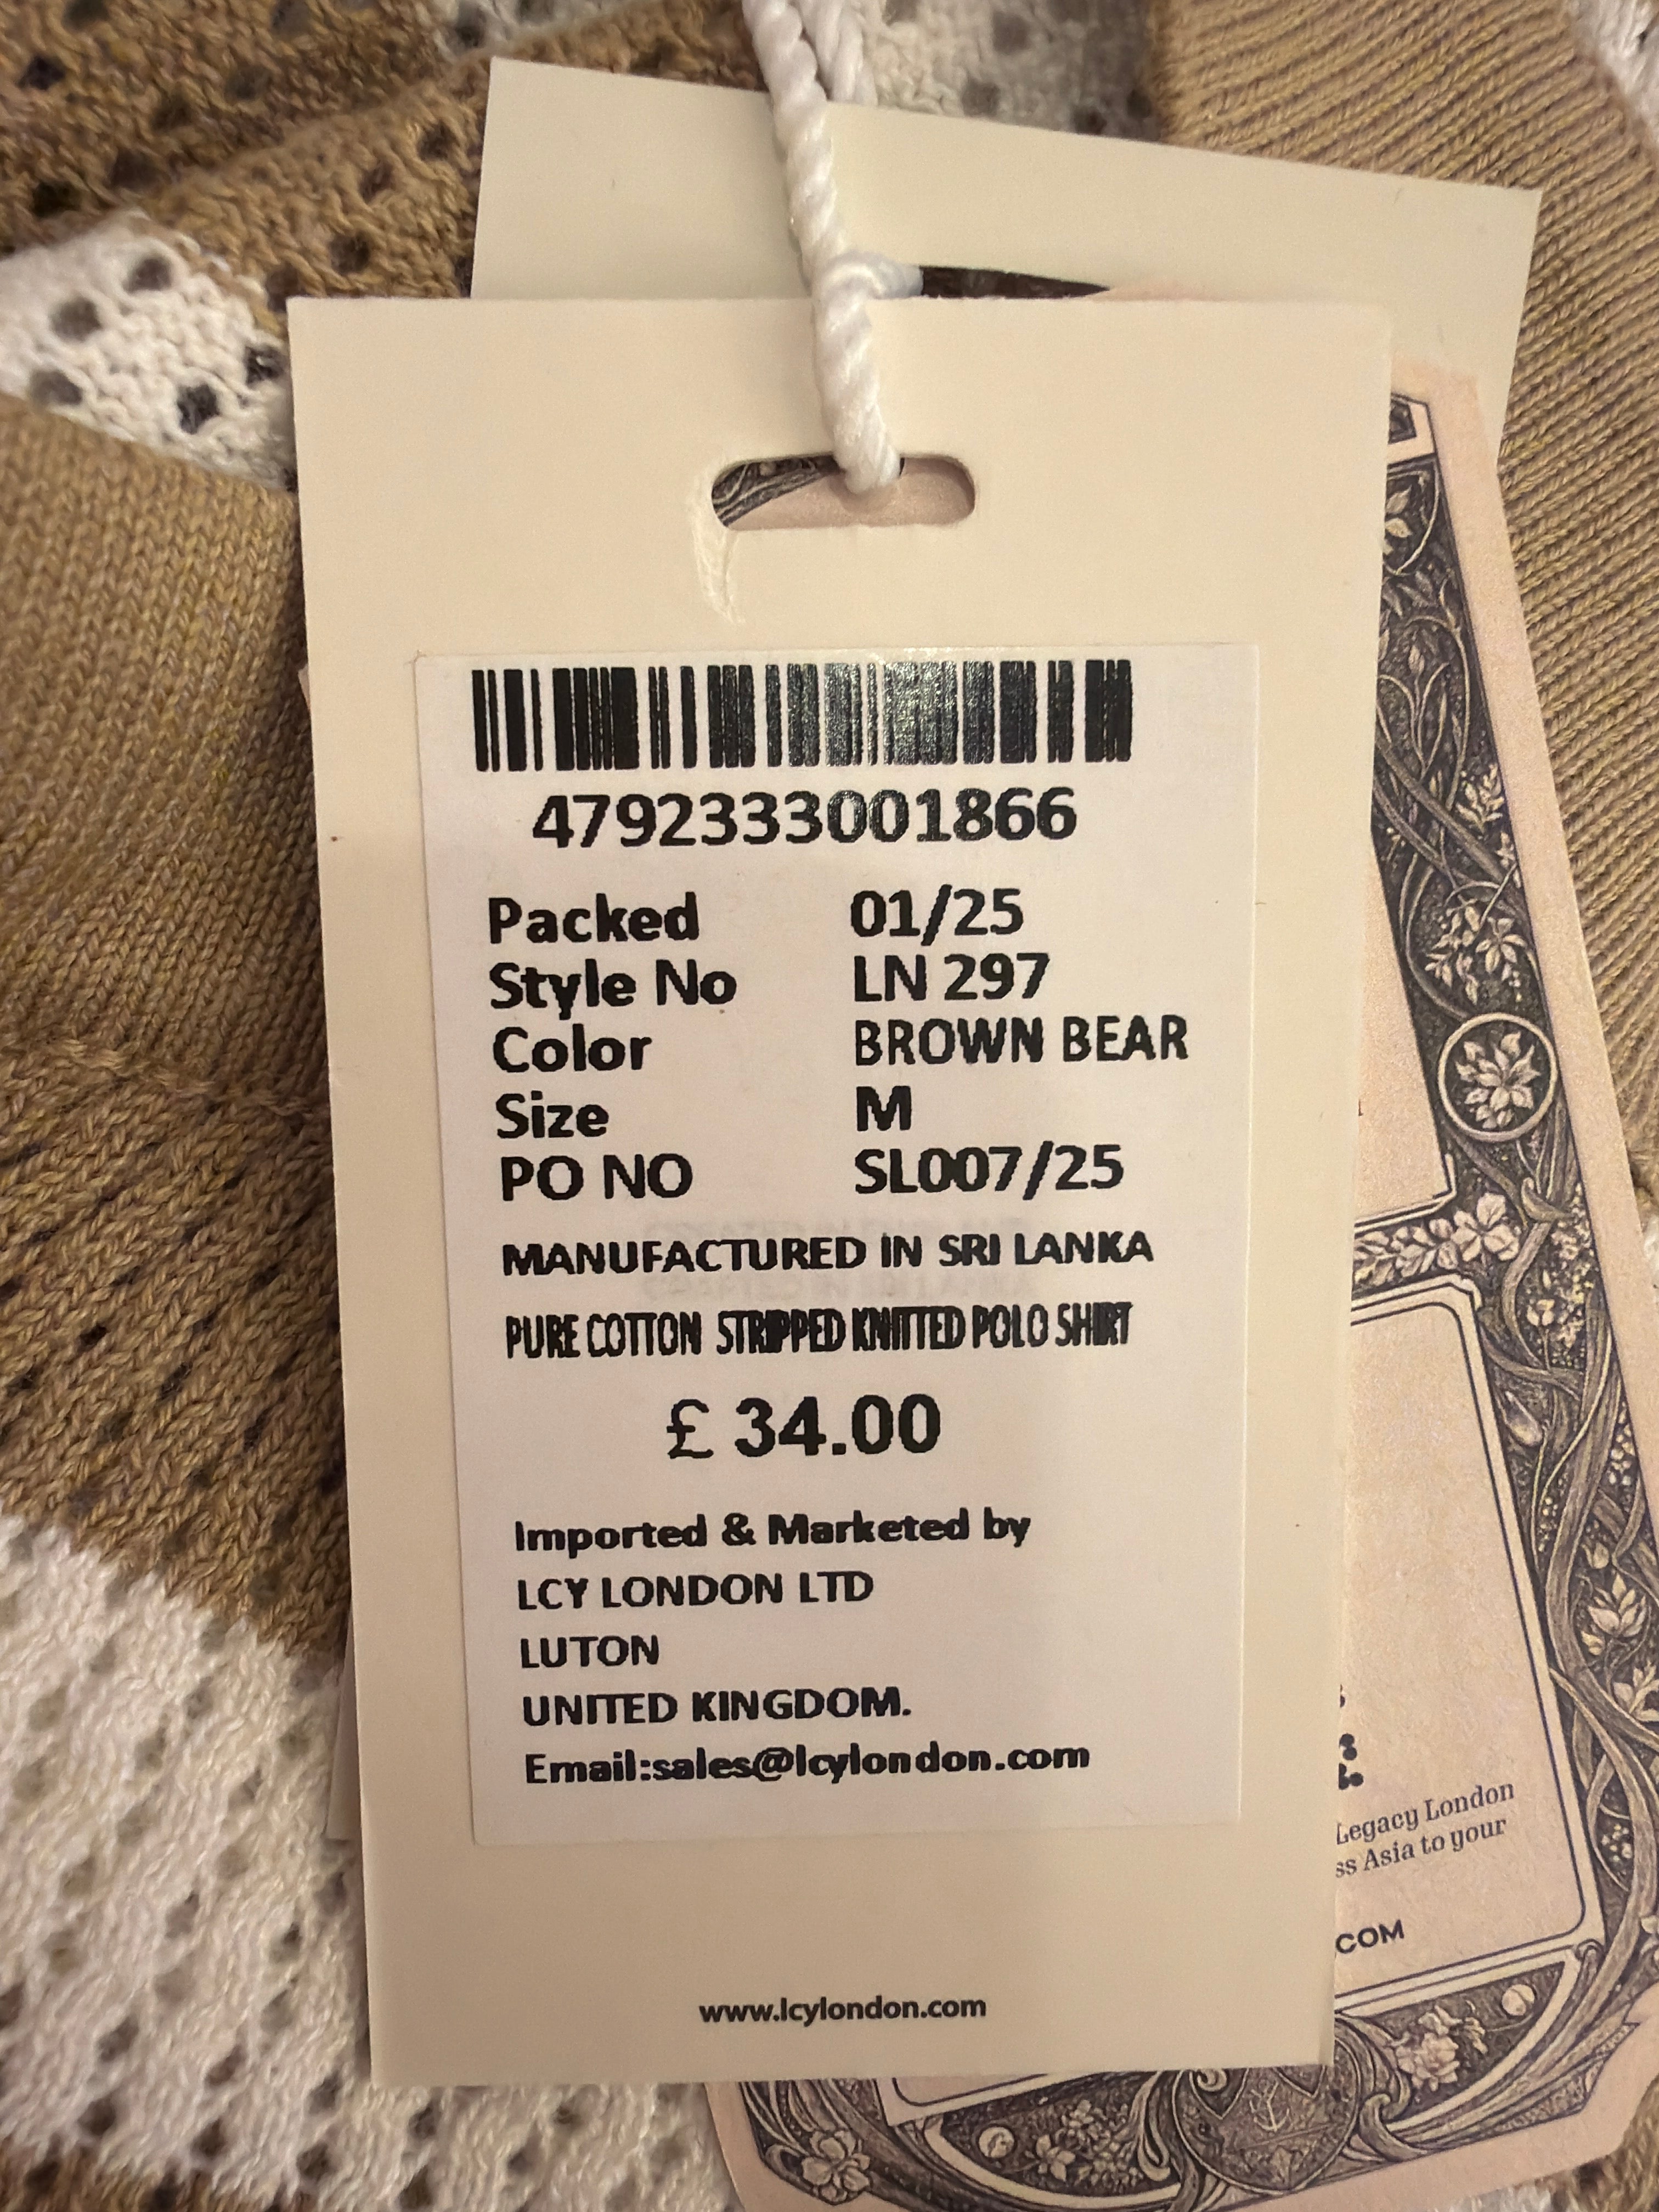 4792333001866
Packed 01/25
Style No LN 297
Color BROWN BEAR
Size M
PO NO SL007/25
MANUFACTURED IN SRI LANKA
PURE COTTON STRIPPED KNITTED POLO SHIRT
£ 34.00
Imported & Marketed by
LCY LONDON LTD
LUTON
UNITED KINGDOM.
Email:sales@lcylondon.com
www.lcylondon.com
Legacy London
Asia to your
.COM